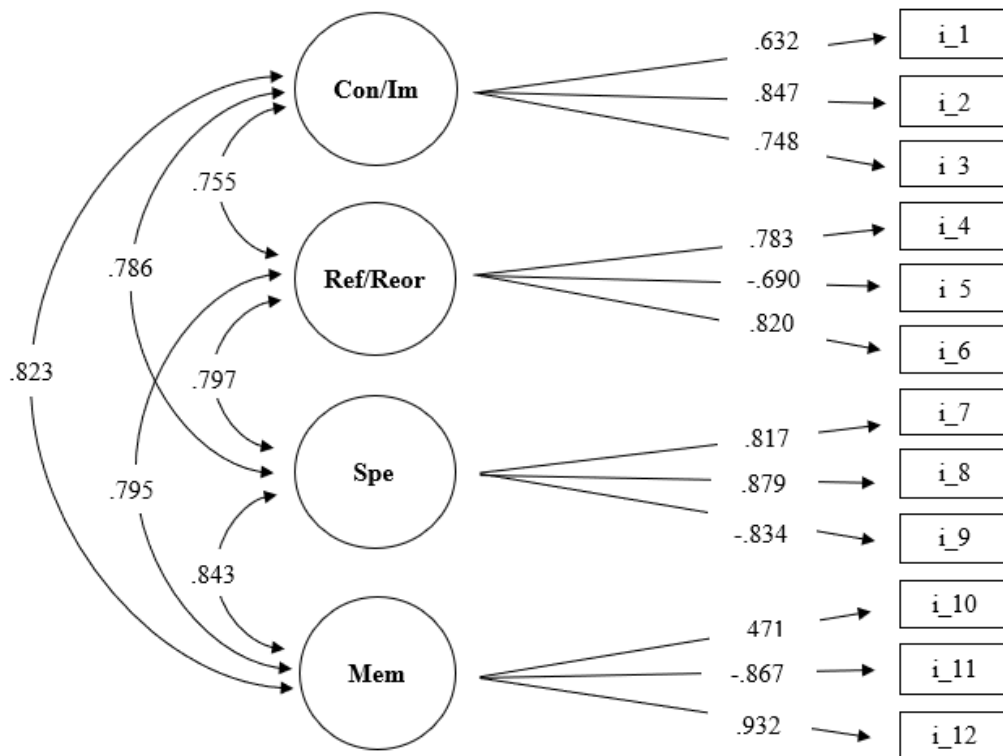 i_1
.632
Con/Im
.847
i_2
.748
i 3
.755
.783
i_4
.786
Ref/Reor
-.690
i 5
.820
i_6
.823
.797
i_7
.817
Spe
.879
i_8
.795
-.834
i_9
.843
i_10
471
Mem
-.867
i_11
.932
i_12